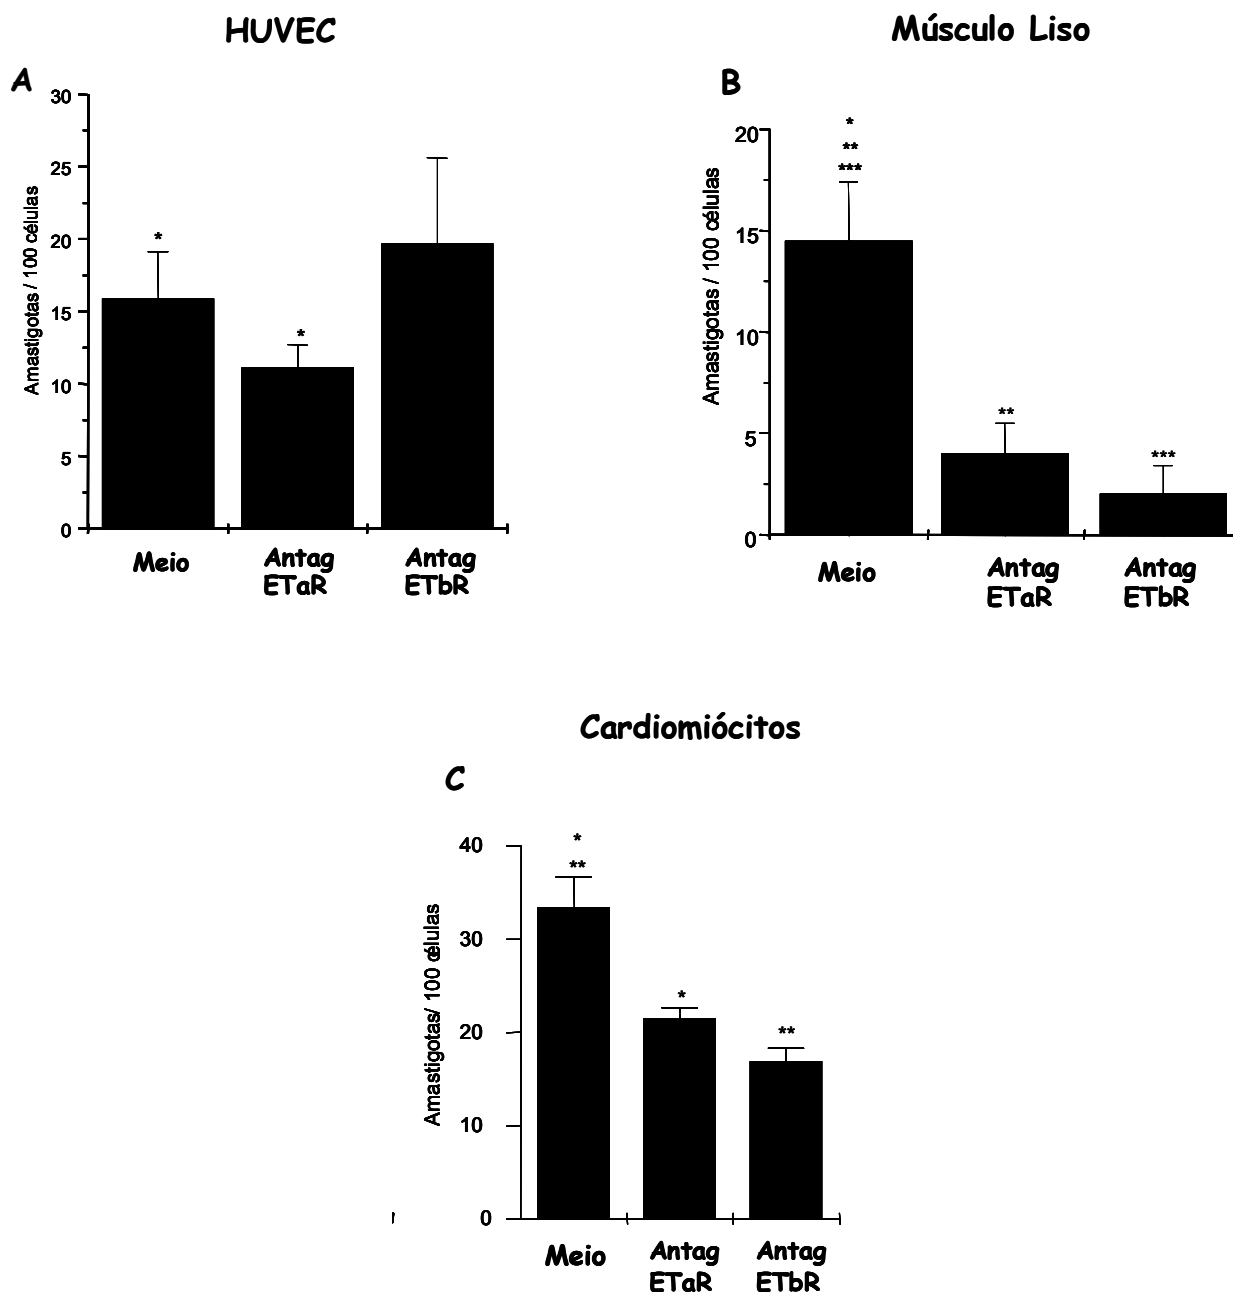 HUVEC
Músculo Liso
A
30
25
20
15
10
5
0
Amastigotas / 100 células
*
*
Meio
Antag
ETaR
Antag
ETbR
B
20
15
10
5
0
Amastigotas / 100 células
*
**
***
**
***
Meio
Antag
ETaR
Antag
ETbR
Cardiomiócitos
C
40
30
20
10
0
Amastigotas/ 100 células
*
**
*
**
Meio
Antag
ETaR
Antag
ETbR